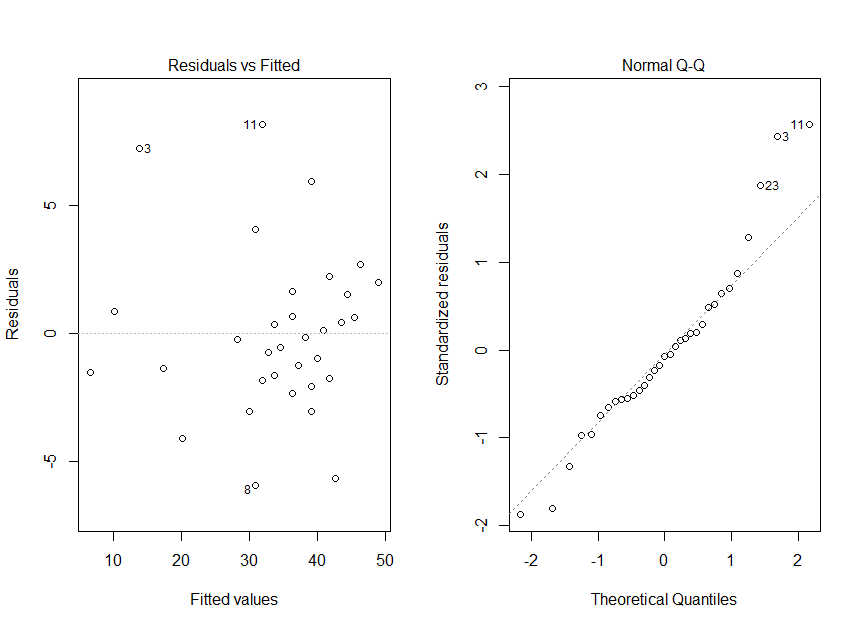 Residuals vs Fitted
11
3
8
5
0
-5
Residuals
10 20 30 40 50
Fitted values
Normal Q-Q
11
3
23
3
2
1
0
-1
-2
Standardized residuals
-2 -1 0 1 2
Theoretical Quantiles